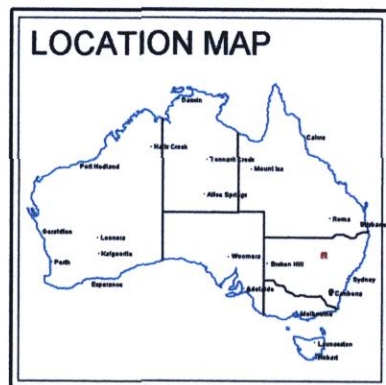 LOCATION MAP
Darwin
Cairns
Halls Creek
Tennant Creek
Port Hedland
Mount Isa
Alice Springs
Roma
Brisbane
Geraldton
Leonora
Woomera
Broken Hill
Kalgoorlie
Perth
Sydney
Esperance
Adelaide
Canberra
Melbourne
Launceston
Hobart